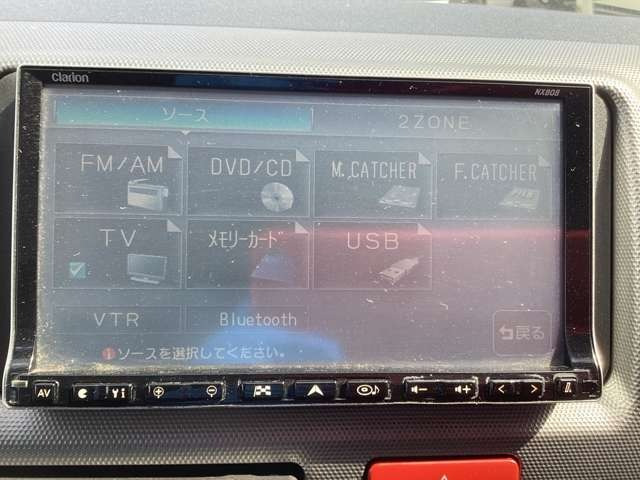 Clarion
NX808
ソース
2ZONE
FM/AM
DVD/CD
M.CATCHER
F.CATCHER
TV
ﾒﾓﾘｰｶｰﾄﾞ
USB
VTR
Bluetooth
戻る
ソースを選択してください。
AV